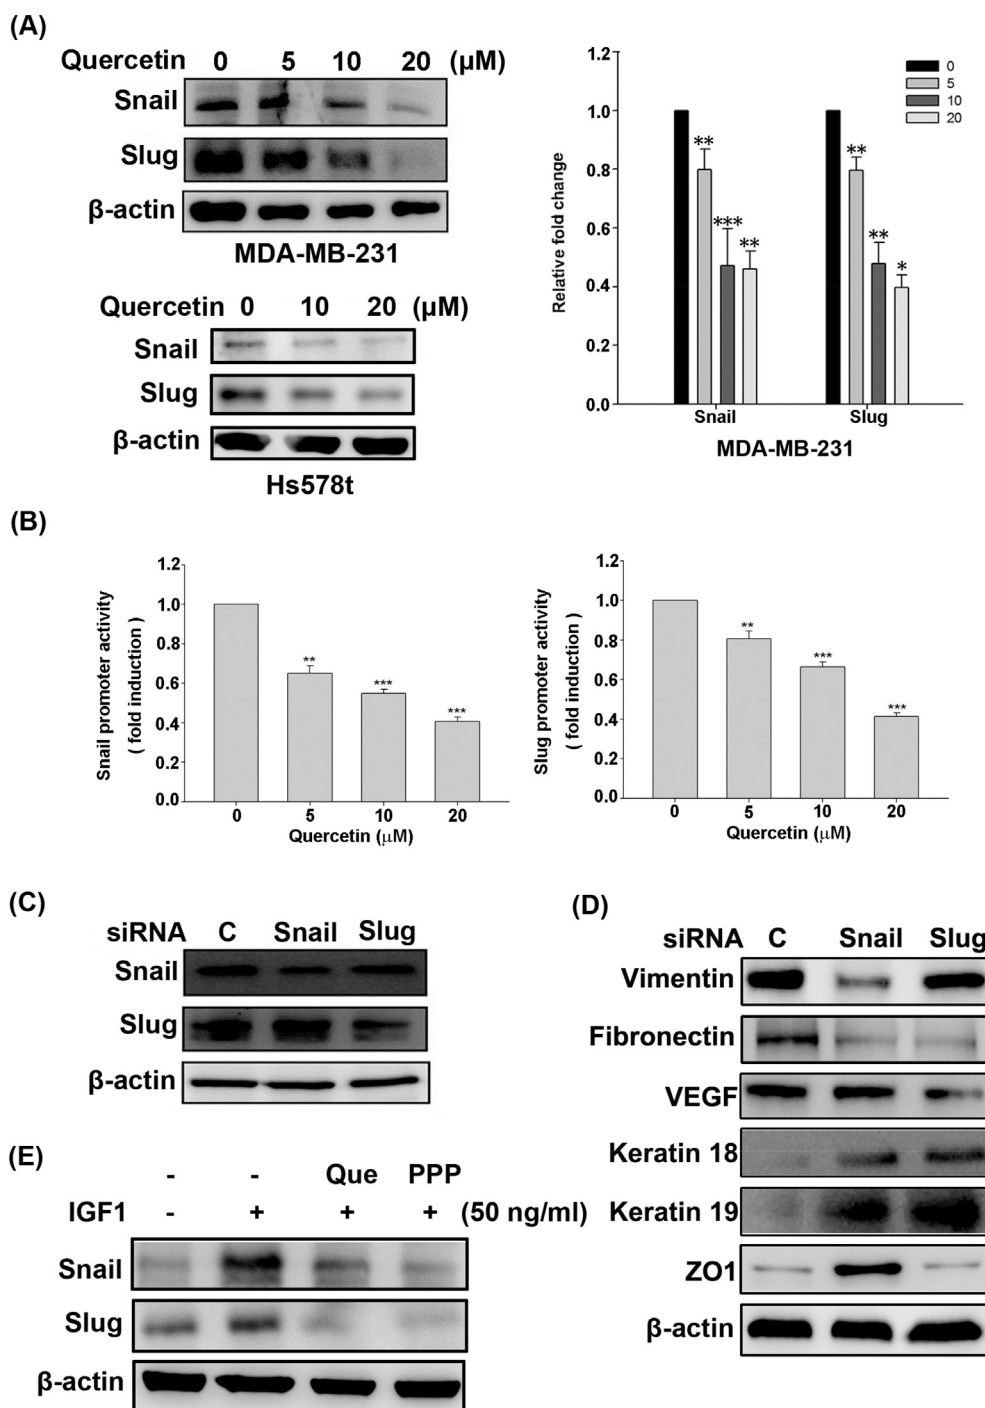 (A)
Quercetin 0 5 10 20 (µM)
Snail
Slug
β-actin
MDA-MB-231
Quercetin 0 10 20 (µM)
Snail
Slug
β-actin
Hs578t
1.2
1.0
0.8
0.6
0.4
0.2
0.0
Relative fold change
0
5
10
20
** *** **
** ** *
Snail Slug
MDA-MB-231
(B)
Snail promoter activity
( fold induction )
1.2
1.0
0.8
0.6
0.4
0.2
0.0
** *** ***
0 5 10 20
Quercetin (µM)
Slug promoter activity
( fold induction )
1.2
1.0
0.8
0.6
0.4
0.2
0.0
** *** ***
0 5 10 20
Quercetin (µM)
(C)
siRNA C Snail Slug
Snail
Slug
β-actin
(D)
siRNA C Snail Slug
Vimentin
Fibronectin
VEGF
Keratin 18
Keratin 19
ZO1
β-actin
(E)
- - Que PPP
IGF1 - + + + (50 ng/ml)
Snail
Slug
β-actin